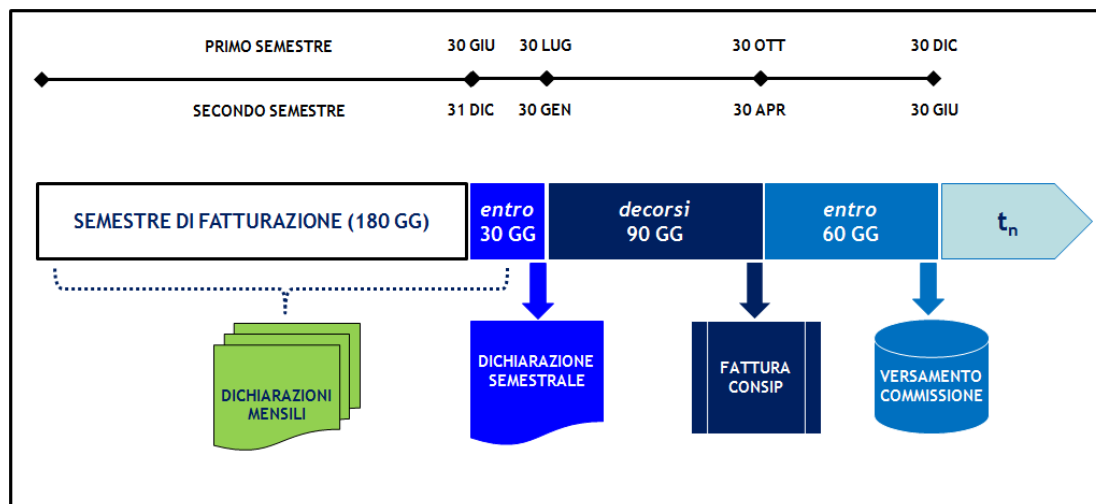 PRIMO SEMESTRE 30 GIU 30 LUG 30 OTT 30 DIC
SECONDO SEMESTRE 31 DIC 30 GEN 30 APR 30 GIU
SEMESTRE DI FATTURAZIONE (180 GG)
entro
30 GG
decorsi
90 GG
entro
60 GG
tn
DICHIARAZIONI
MENSILI
DICHIARAZIONE
SEMESTRALE
FATTURA
CONSIP
VERSAMENTO
COMMISSIONE